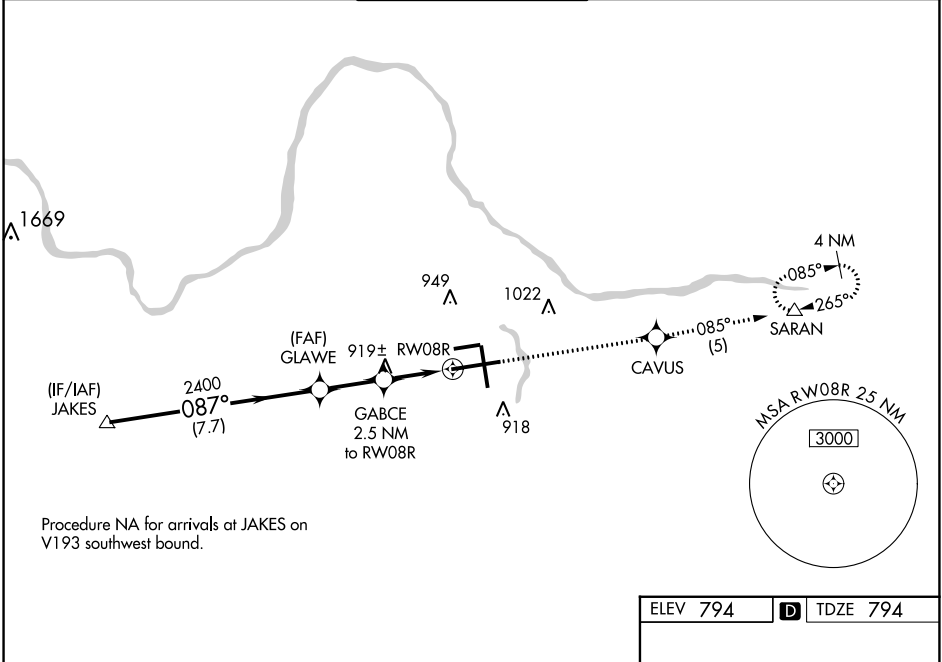 1669
4 NM
085°
265°
SARAN
949
1022
085°
(5)
CAVUS
(FAF)
GLAWE
919±
RW08R
(IF/IAF)
JAKES
2400
087°
(7.7)
GABCE
2.5 NM
to RW08R
918
MSA RW08R 25 NM
3000
Procedure NA for arrivals at JAKES on
V193 southwest bound.
ELEV 794 D TDZE 794